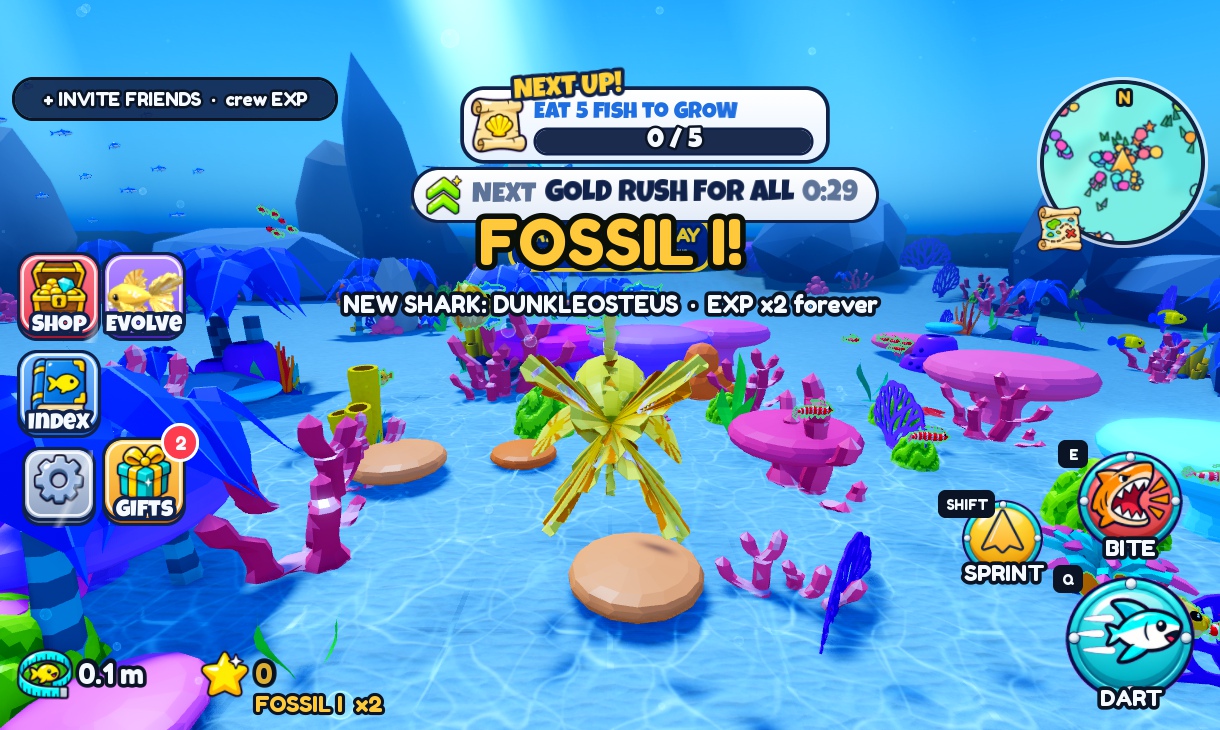 + INVITE FRIENDS · crew EXP
NEXT UP!
EAT 5 FISH TO GROW
0 / 5
NEXT GOLD RUSH FOR ALL 0:29
N
FOSSIL I!
AY
NEW SHARK: DUNKLEOSTEUS · EXP x2 forever
SHOP
EVOLVE
INDEX
2
GIFTS
E
BITE
SHIFT
SPRINT
Q
DART
0.1 m
0
FOSSIL I x2